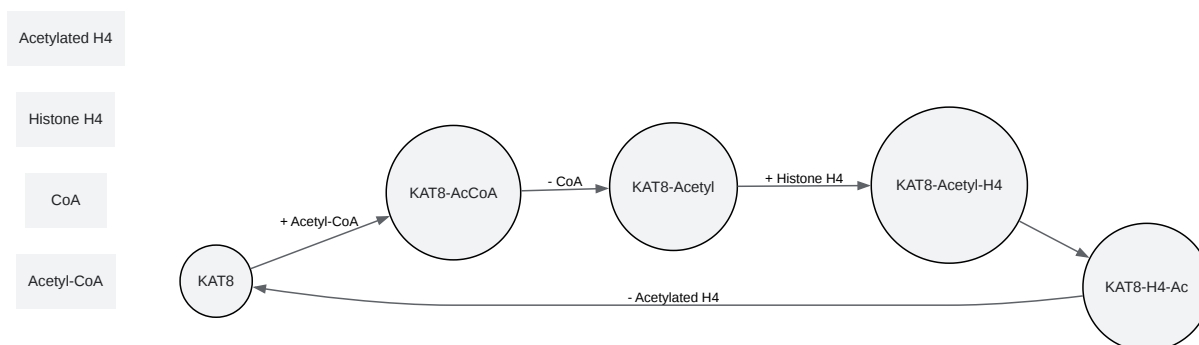 Acetylated H4
Histone H4
CoA
Acetyl-CoA
KAT8
+ Acetyl-CoA
KAT8-AcCoA
- CoA
KAT8-Acetyl
+ Histone H4
KAT8-Acetyl-H4
KAT8-H4-Ac
- Acetylated H4